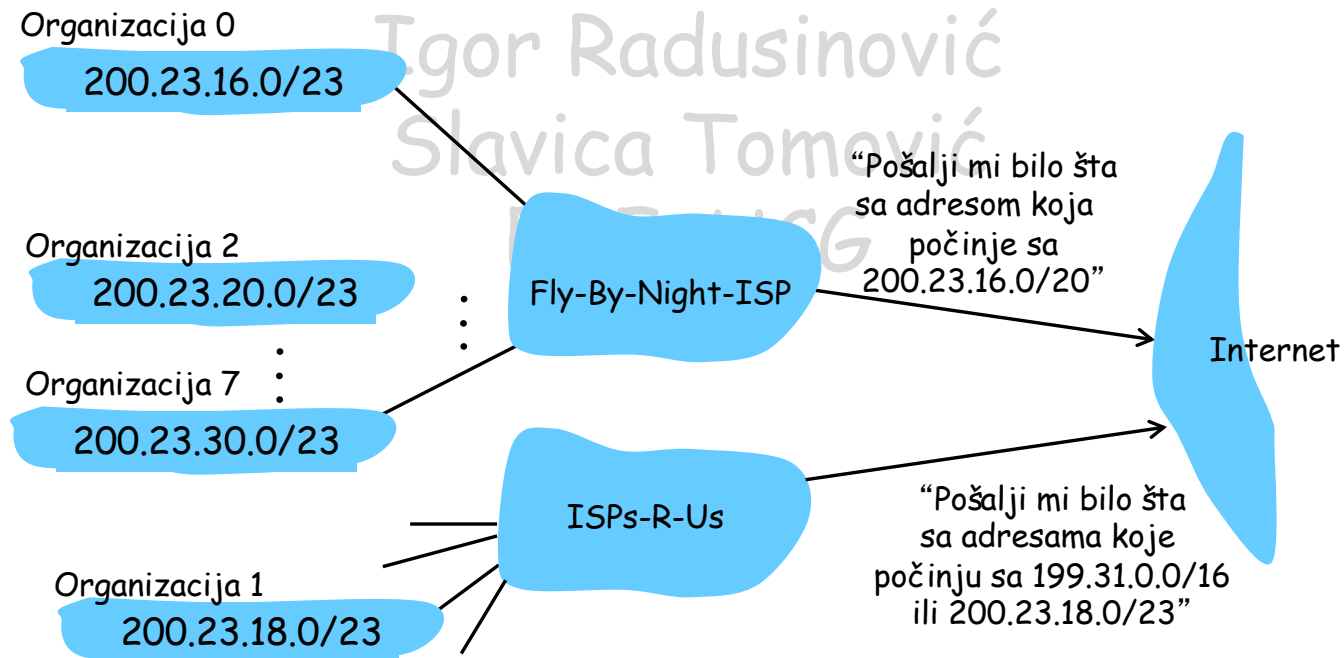 Organizacija 0
200.23.16.0/23
Igor Radusinović
Slavica Tomović
“Pošalji mi bilo šta
sa adresom koja
počinje sa
200.23.16.0/20”
Organizacija 2
200.23.20.0/23
Fly-By-Night-ISP
Internet
Organizacija 7
200.23.30.0/23
ISPs-R-Us
“Pošalji mi bilo šta
sa adresama koje
počinju sa 199.31.0.0/16
ili 200.23.18.0/23”
Organizacija 1
200.23.18.0/23